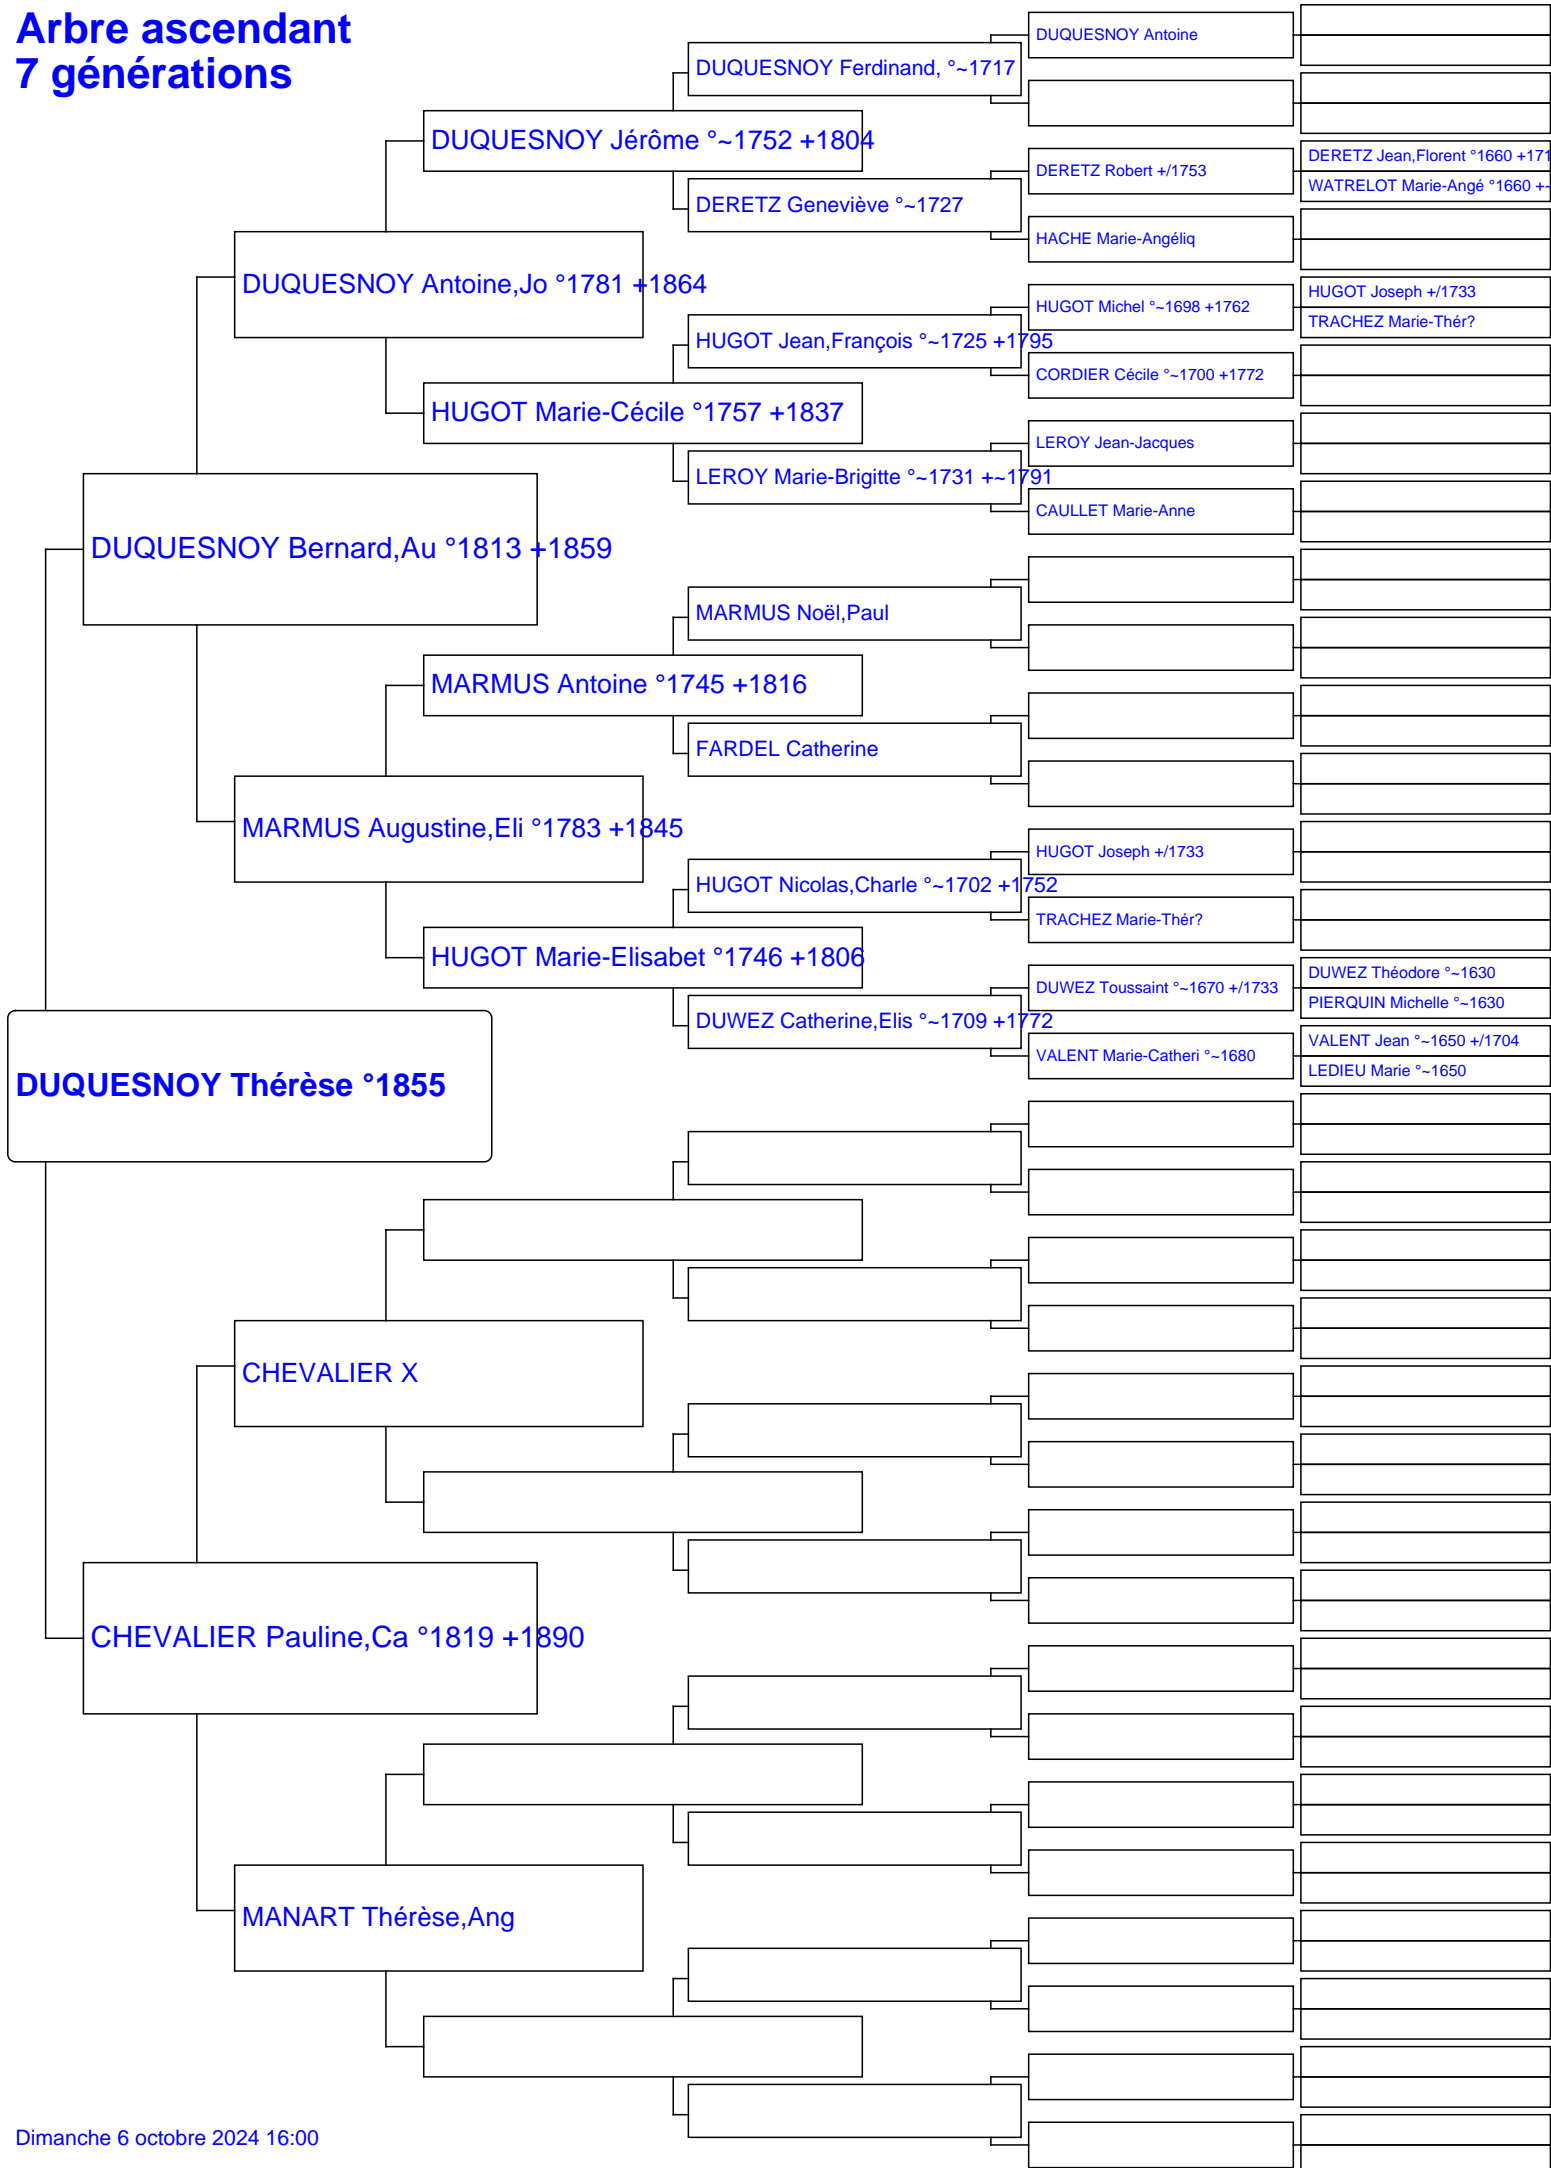 Arbre ascendant
7 générations
DUQUESNOY Thérèse °1855
DUQUESNOY Bernard,Au °1813 +1859
CHEVALIER Pauline,Ca °1819 +1890
DUQUESNOY Antoine,Jo °1781 +1864
MARMUS Augustine,Eli °1783 +1845
CHEVALIER X
MANART Thérèse,Ang
DUQUESNOY Jérôme °~1752 +1804
HUGOT Marie-Cécile °1757 +1837
MARMUS Antoine °1745 +1816
HUGOT Marie-Elisabet °1746 +1806
DUQUESNOY Ferdinand, °~1717
DERETZ Geneviève °~1727
HUGOT Jean,François °~1725 +1795
LEROY Marie-Brigitte °~1731 +~1791
MARMUS Noël,Paul
FARDEL Catherine
HUGOT Nicolas,Charle °~1702 +1752
DUWEZ Catherine,Elis °~1709 +1772
DUQUESNOY Antoine
DERETZ Robert +/1753
HACHE Marie-Angéliq
HUGOT Michel °~1698 +1762
CORDIER Cécile °~1700 +1772
LEROY Jean-Jacques
CAULLET Marie-Anne
HUGOT Joseph +/1733
TRACHEZ Marie-Thér?
DUWEZ Toussaint °~1670 +/1733
VALENT Marie-Catheri °~1680
DERETZ Jean,Florent °1660 +171
WATRELOT Marie-Angé °1660 +~
HUGOT Joseph +/1733
TRACHEZ Marie-Thér?
DUWEZ Théodore °~1630
PIERQUIN Michelle °~1630
VALENT Jean °~1650 +/1704
LEDIEU Marie °~1650
Dimanche 6 octobre 2024 16:00